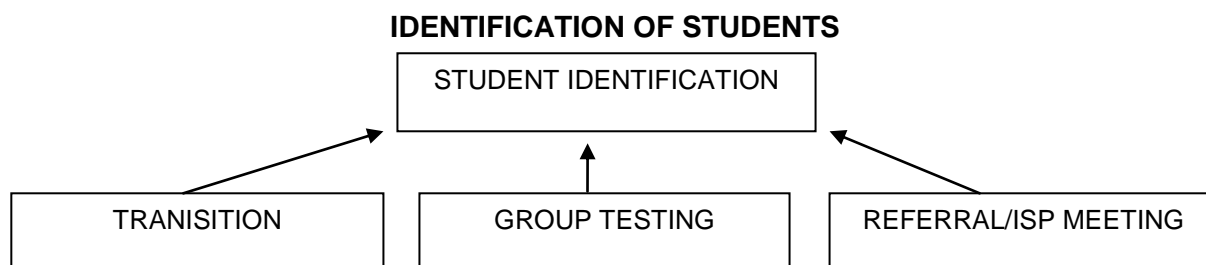 IDENTIFICATION OF STUDENTS
STUDENT IDENTIFICATION
TRANISITION
GROUP TESTING
REFERRAL/ISP MEETING